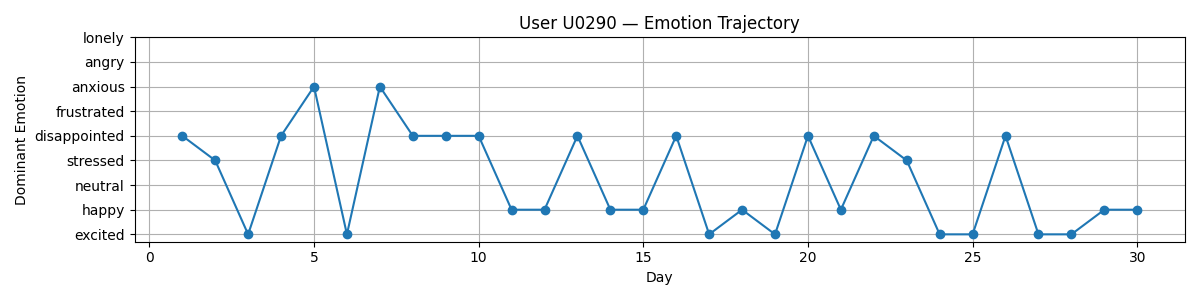 User U0290 — Emotion Trajectory
Dominant Emotion
lonely
angry
anxious
frustrated
disappointed
stressed
neutral
happy
excited
0 5 10 15 20 25 30
Day